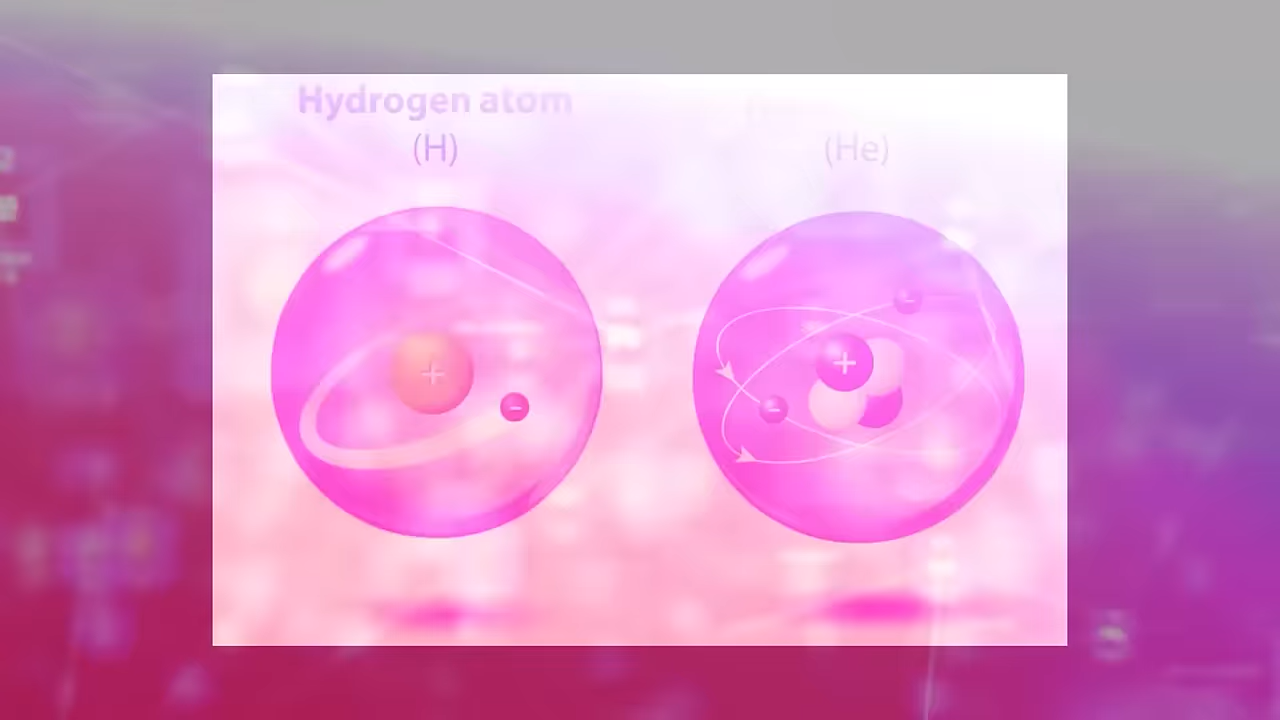 Hydrogen atom
(H)
(He)
+
-
-
+
-